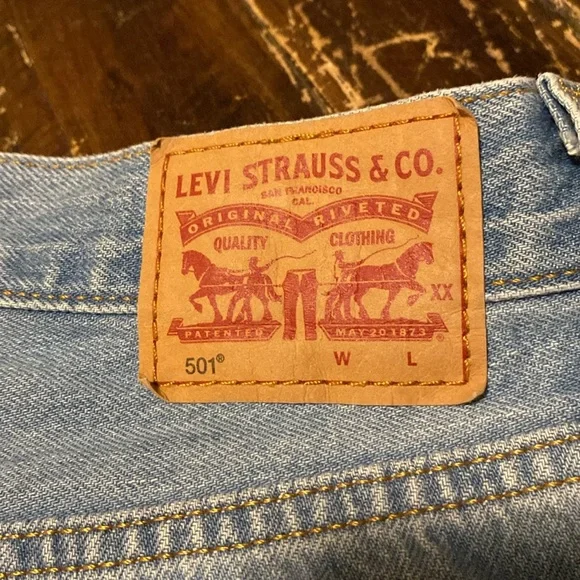 LEVI STRAUSS & CO.
SAN FRANCISCO
CAL.
ORIGINAL RIVETED
QUALITY CLOTHING
XX
PATENTED MAY 20 1873
501® W L